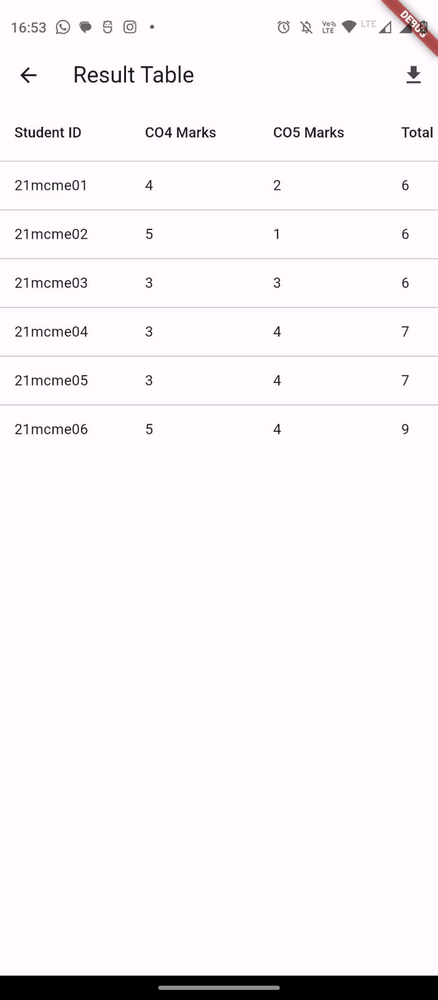 16:53 Vo LTE LTE DEBUG
Result Table
Student ID CO4 Marks CO5 Marks Total
21mcme01 4 2 6
21mcme02 5 1 6
21mcme03 3 3 6
21mcme04 3 4 7
21mcme05 3 4 7
21mcme06 5 4 9